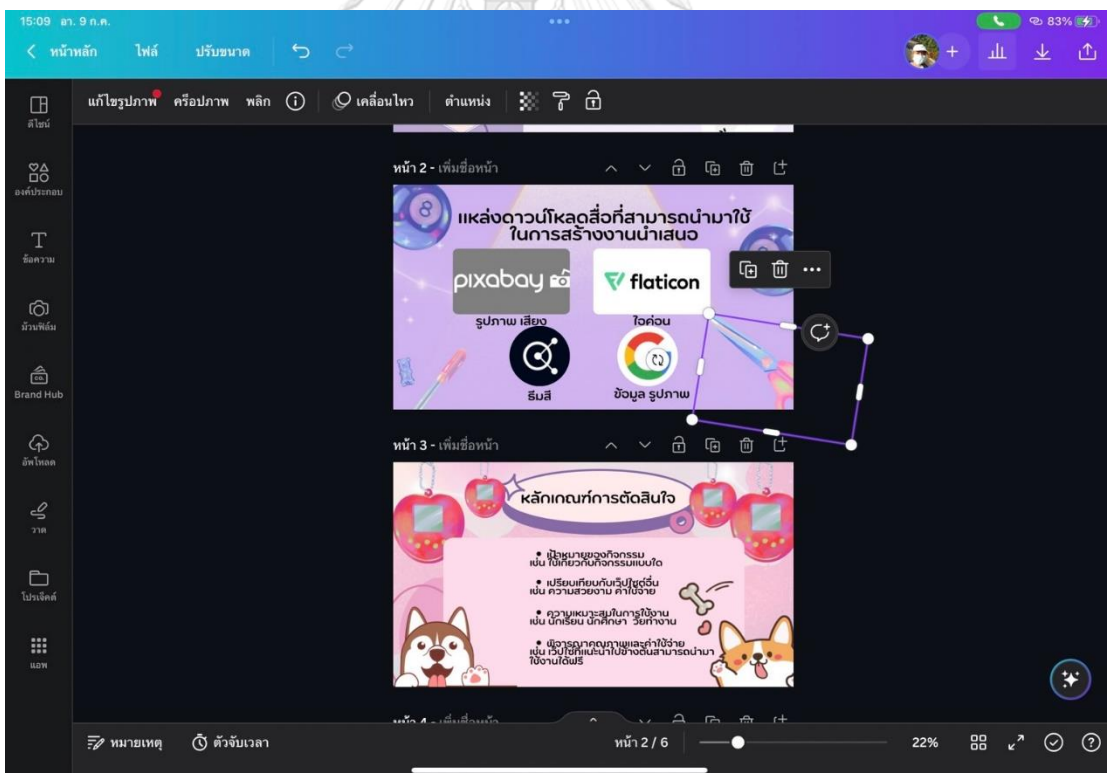 15:09 อา. 9 ก.ค.
83%
หน้าหลัก ไฟล์ ปรับขนาด
แก้ไขรูปภาพ ครอปภาพ พลิก เคลื่อนไหว ตำแหน่ง
ดีไซน์
องค์ประกอบ
ข้อความ
ม้วนฟิล์ม
Brand Hub
อัพโหลด
วาด
โปรเจ็คต์
แอพ
หน้า 2 - เพิ่มชื่อหน้า
แหล่งดาวน์โหลดสื่อที่สามารถนำมาใช้
ในการสร้างงานนำเสนอ
pixabay flaticon
รูปภาพ เสียง ไอค่อน
ธีมสี ข้อมูล รูปภาพ
หน้า 3 - เพิ่มชื่อหน้า
หลักเกณฑ์การตัดสินใจ
• เป้าหมายของกิจกรรม
เช่น ใช้เกี่ยวกับกิจกรรมแบบใด
• เปรียบเทียบกับเว็ปไซต์อื่น
เช่น ความสวยงาม ค่าใช้จ่าย
• ความเหมาะสมในการใช้งาน
เช่น นักเรียน นักศึกษา วัยทำงาน
• พิจารณาคุณภาพและค่าใช้จ่าย
เช่น เว็ปไซที่แนะนำไปข้างต้นสามารถนำมา
ใช้งานได้ฟรี
หน้า 4 - เพิ่มชื่อหน้า
หมายเหตุ ตัวจับเวลา หน้า 2 / 6 22%